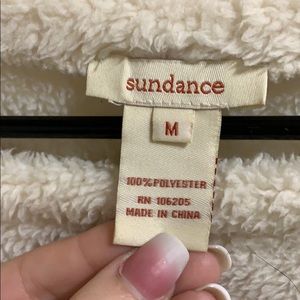 sundance
M
100% POLYESTER
RN 106205
MADE IN CHINA